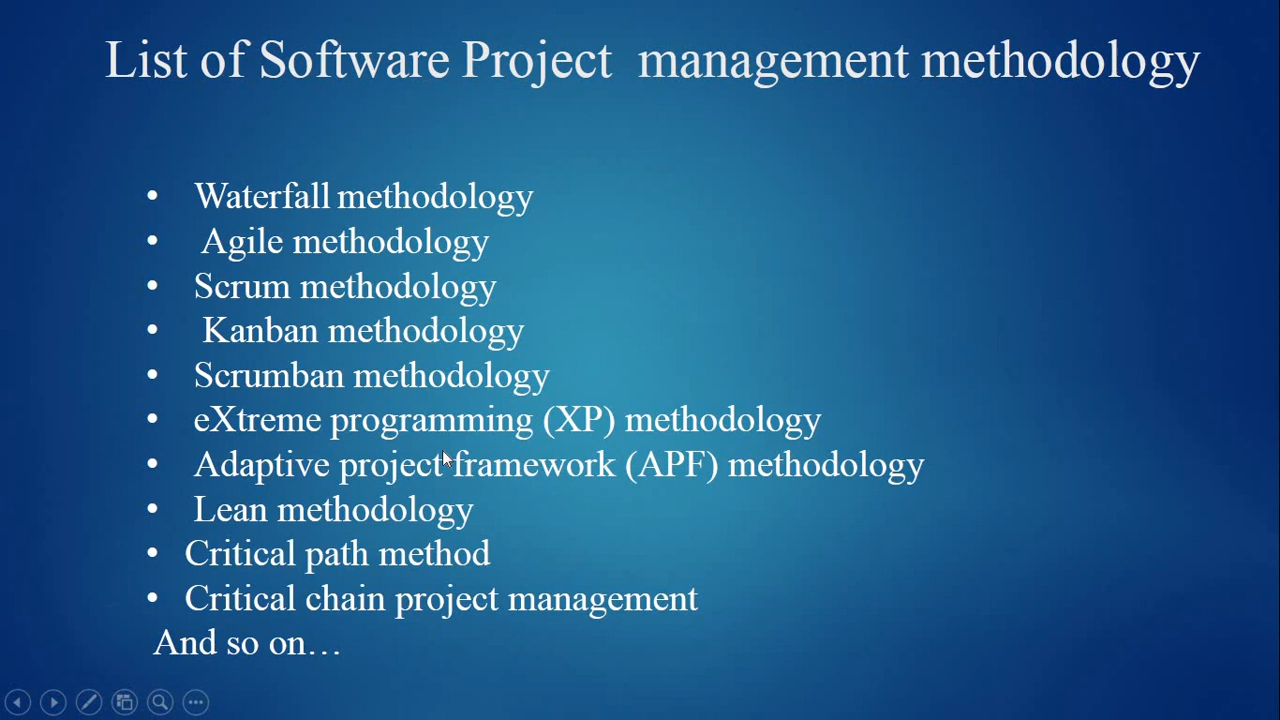 List of Software Project management methodology
• Waterfall methodology
• Agile methodology
• Scrum methodology
• Kanban methodology
• Scrumban methodology
• eXtreme programming (XP) methodology
• Adaptive project framework (APF) methodology
• Lean methodology
• Critical path method
• Critical chain project management
And so on…